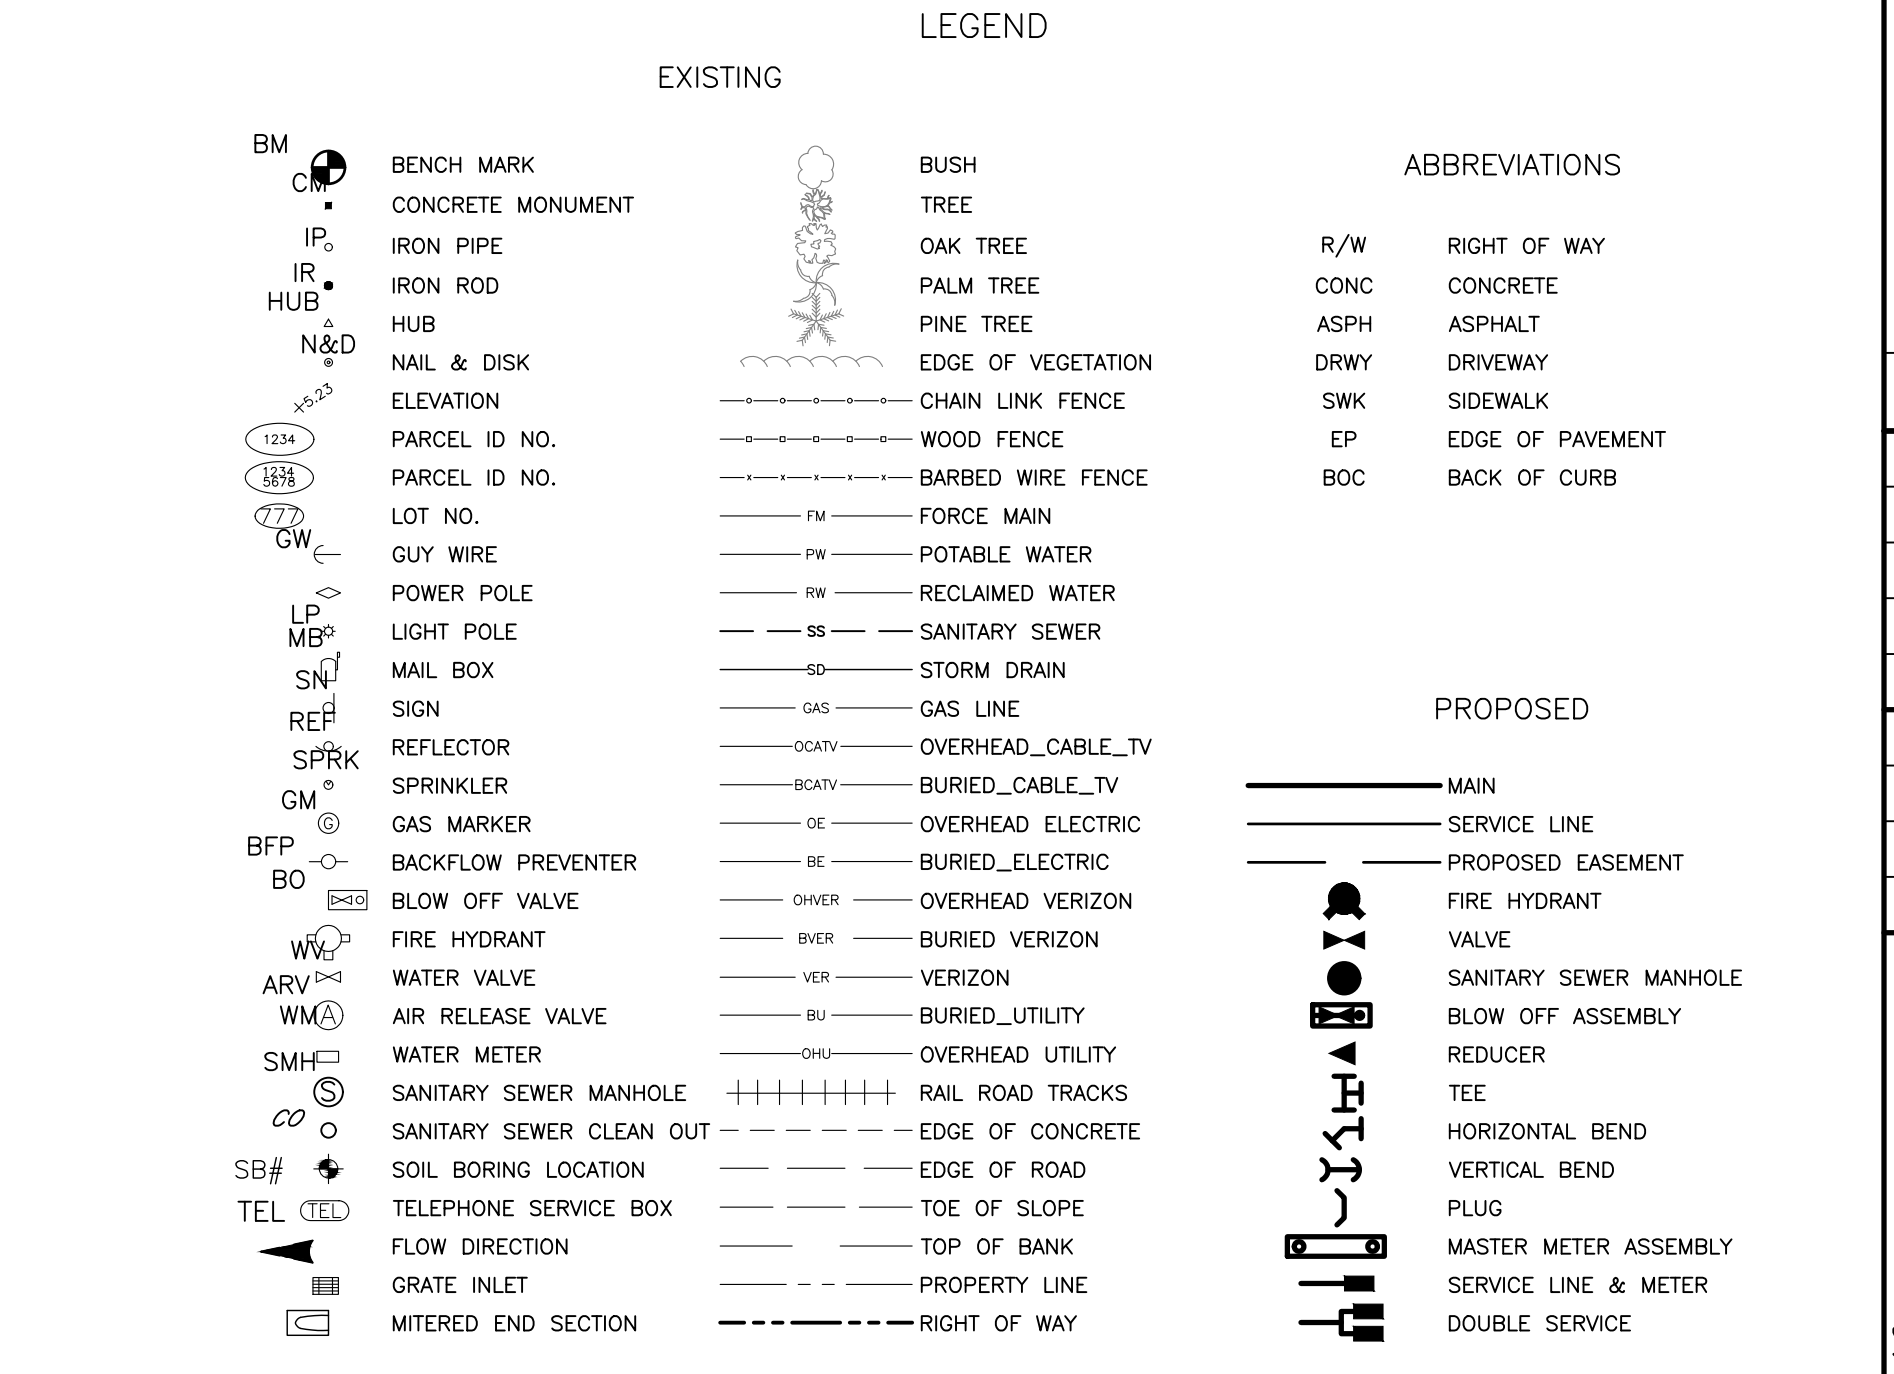 LEGEND
EXISTING
BM BENCH MARK
CM CONCRETE MONUMENT
IP IRON PIPE
IR IRON ROD
HUB HUB
N&D NAIL & DISK
+5.23 ELEVATION
1234 PARCEL ID NO.
1234
5678 PARCEL ID NO.
777 LOT NO.
GW GUY WIRE
POWER POLE
LP LIGHT POLE
MB MAIL BOX
SN SIGN
REF REFLECTOR
SPRK SPRINKLER
GM G GAS MARKER
BFP BACKFLOW PREVENTER
BO BLOW OFF VALVE
FIRE HYDRANT
WV WATER VALVE
ARV A AIR RELEASE VALVE
WM WATER METER
SMH S SANITARY SEWER MANHOLE
CO SANITARY SEWER CLEAN OUT
SB# SOIL BORING LOCATION
TEL TEL TELEPHONE SERVICE BOX
FLOW DIRECTION
GRATE INLET
MITERED END SECTION
BUSH
TREE
OAK TREE
PALM TREE
PINE TREE
EDGE OF VEGETATION
CHAIN LINK FENCE
WOOD FENCE
BARBED WIRE FENCE
FM FORCE MAIN
PW POTABLE WATER
RW RECLAIMED WATER
SS SANITARY SEWER
SD STORM DRAIN
GAS GAS LINE
OCATV OVERHEAD_CABLE_TV
BCATV BURIED_CABLE_TV
OE OVERHEAD ELECTRIC
BE BURIED_ELECTRIC
OHVER OVERHEAD VERIZON
BVER BURIED VERIZON
VER VERIZON
BU BURIED_UTILITY
OHU OVERHEAD UTILITY
RAIL ROAD TRACKS
EDGE OF CONCRETE
EDGE OF ROAD
TOE OF SLOPE
TOP OF BANK
PROPERTY LINE
RIGHT OF WAY
ABBREVIATIONS
R/W RIGHT OF WAY
CONC CONCRETE
ASPH ASPHALT
DRWY DRIVEWAY
SWK SIDEWALK
EP EDGE OF PAVEMENT
BOC BACK OF CURB
PROPOSED
MAIN
SERVICE LINE
PROPOSED EASEMENT
FIRE HYDRANT
VALVE
SANITARY SEWER MANHOLE
BLOW OFF ASSEMBLY
REDUCER
TEE
HORIZONTAL BEND
VERTICAL BEND
PLUG
MASTER METER ASSEMBLY
SERVICE LINE & METER
DOUBLE SERVICE